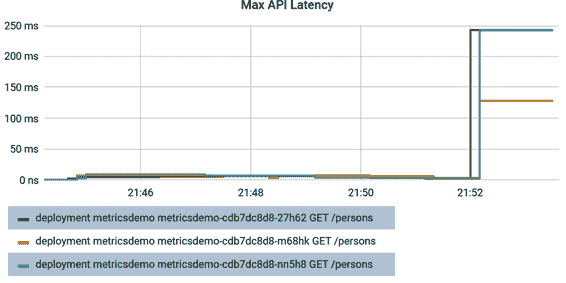 Max API Latency
250 ms
200 ms
150 ms
100 ms
50 ms
0 ns
21:46
21:48
21:50
21:52
deployment metricsdemo metricsdemo-cdb7dc8d8-27h62 GET /persons
deployment metricsdemo metricsdemo-cdb7dc8d8-m68hk GET /persons
deployment metricsdemo metricsdemo-cdb7dc8d8-nn5h8 GET /persons